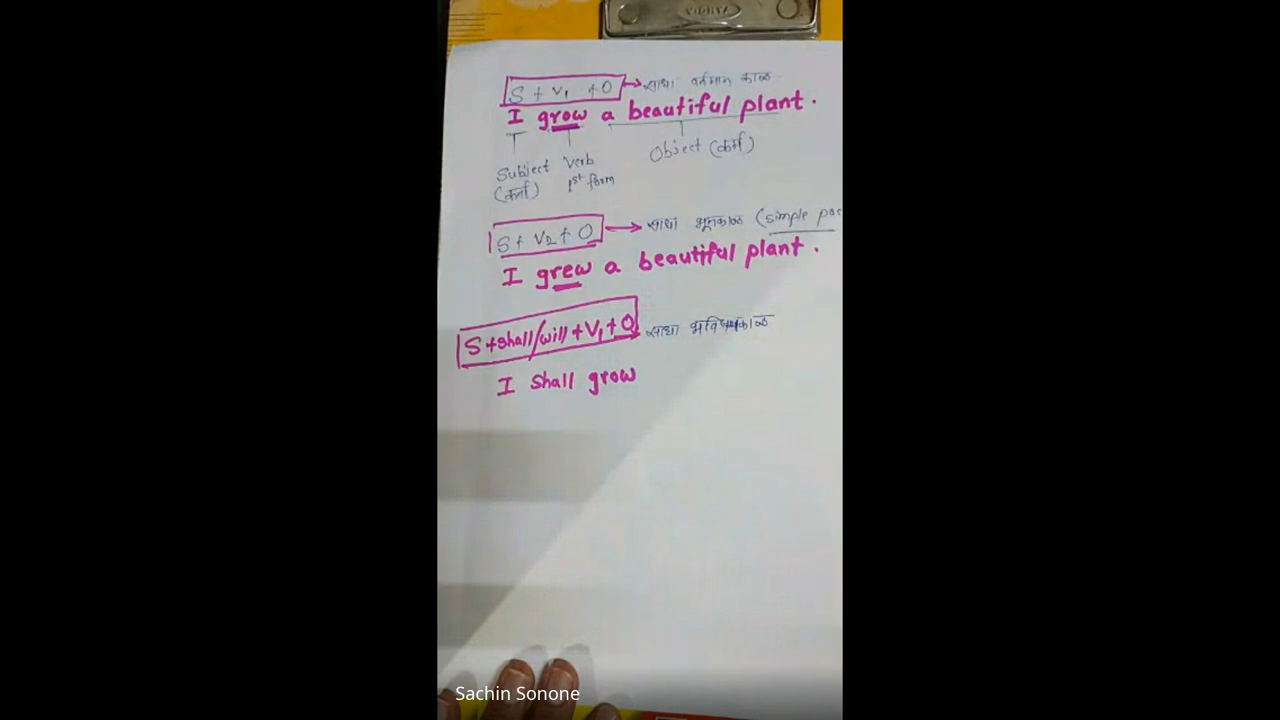 S + V₁ + O → साधा वर्तमान काळ
I grow a beautiful plant.
Subject Verb Object (कर्म)
(कर्ता) 1st form
S + V₂ + O → साधा भूतकाळ (simple pas
I grew a beautiful plant.
S + shall/will + V₁ + O साधा भविष्यकाळ
I shall grow
Sachin Sonone